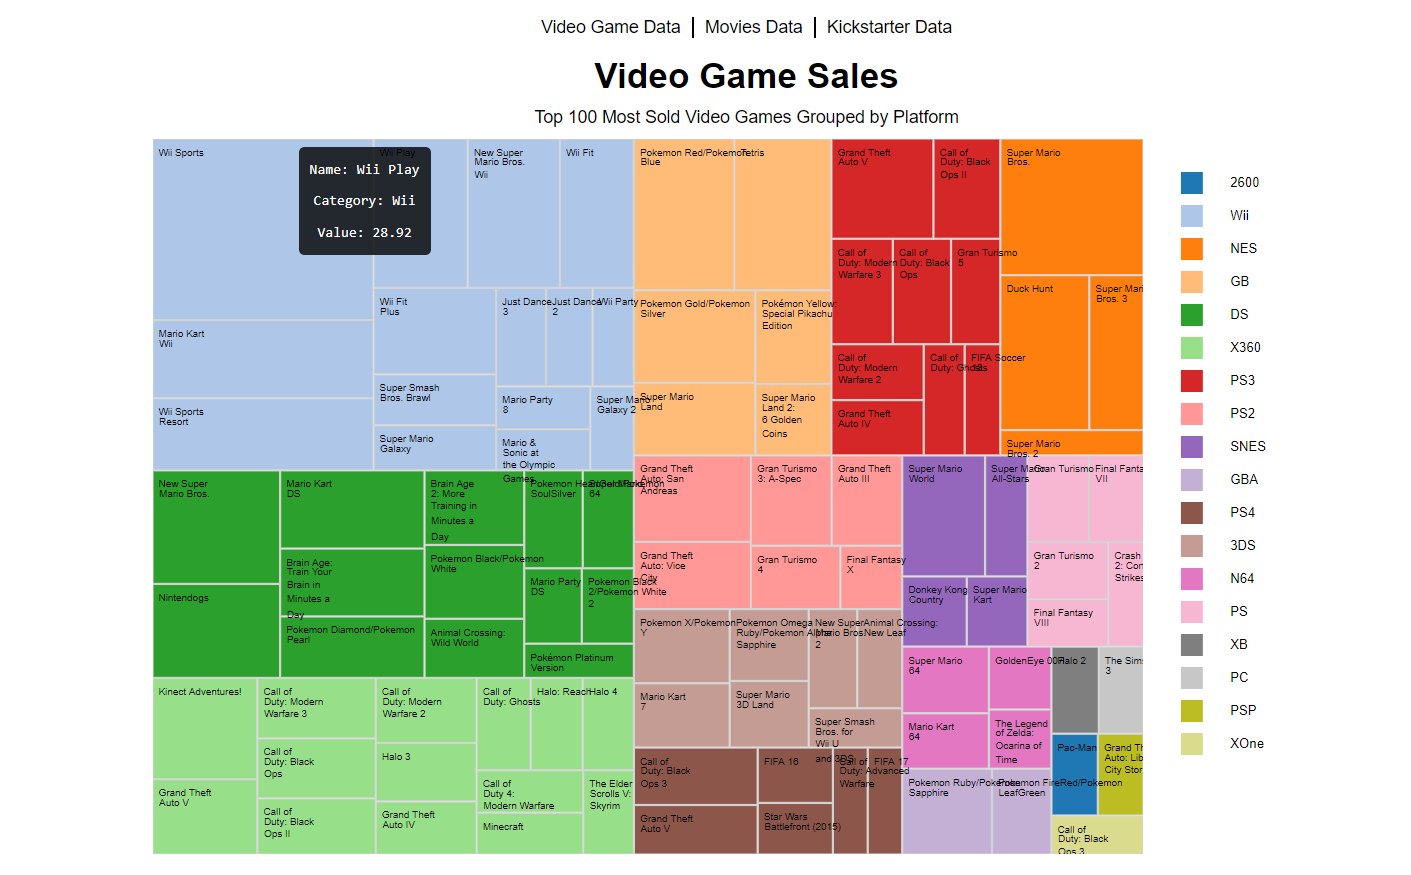 Video Game Data
Movies Data
Kickstarter Data
Video Game Sales
Top 100 Most Sold Video Games Grouped by Platform
Wii Sports
Wii Play
Name: Wii Play
Category: Wii
Value: 28.92
New Super
Mario Bros.
Wii
Wii Fit
Mario Kart
Wii
Wii Sports
Resort
Wii Fit
Plus
Super Smash
Bros. Brawl
Super Mario
Galaxy
Just Dance
3
Just Dance
2
Wii Party
Mario Party
8
Mario &
Sonic at
the Olympic
Games
Super Mario
Galaxy 2
Pokemon Red/Pokemon
Blue
Tetris
Pokemon Gold/Pokemon
Silver
Pokémon Yellow:
Special Pikachu
Edition
Super Mario
Land
Super Mario
Land 2:
6 Golden
Coins
Grand Theft
Auto V
Call of
Duty: Black
Ops II
Call of
Duty: Modern
Warfare 3
Call of
Duty: Black
Ops
Gran Turismo
5
Call of
Duty: Modern
Warfare 2
Grand Theft
Auto IV
Call of
Duty: Ghosts
FIFA Soccer
Super Mario
Bros.
Duck Hunt
Super Mari
Bros. 3
Super Mario
Bros. 2
New Super
Mario Bros.
Nintendogs
Mario Kart
DS
Brain Age:
Train Your
Brain in
Minutes a
Day
Pokemon Diamond/Pokemon
Pearl
Brain Age
2: More
Training in
Minutes a
Day
Pokemon Black/Pokemon
White
Animal Crossing:
Wild World
Pokemon
SoulSilver
64
Mario Party
DS
Pokemon Black
2/Pokemon White
2
Pokémon Platinum
Version
Grand Theft
Auto: San
Andreas
Grand Theft
Auto: Vice
City
Gran Turismo
3: A-Spec
Grand Theft
Auto III
Gran Turismo
4
Final Fantasy
X
Super Mario
World
Super Mario
All-Stars
Donkey Kong
Country
Super Mario
Kart
Gran Turismo
Final Fanta
VII
Gran Turismo
2
Final Fantasy
VIII
Crash
2: Cor
Strikes
Pokemon X/Pokemon
Y
Mario Kart
7
Pokemon Omega
Ruby/Pokemon Alpha
Sapphire
Super Mario
3D Land
New Super
Mario Bros.
2
Animal Crossing:
New Leaf
Super Smash
Bros. for
Wii U
and 3DS
Super Mario
64
Mario Kart
64
GoldenEye 007
The Legend
of Zelda:
Ocarina of
Time
Halo 2
The Sims
3
Pac-Man
Grand Th
Auto: Lib
City Stor
Pokemon Ruby/Pokemon
Sapphire
Pokemon FireRed/Pokemon
LeafGreen
Call of
Duty: Black
Ops 3
Kinect Adventures!
Grand Theft
Auto V
Call of
Duty: Modern
Warfare 3
Call of
Duty: Black
Ops
Call of
Duty: Black
Ops II
Call of
Duty: Modern
Warfare 2
Halo 3
Grand Theft
Auto IV
Call of
Duty: Ghosts
Halo: Reach
Halo 4
Call of
Duty 4:
Modern Warfare
Minecraft
The Elder
Scrolls V:
Skyrim
Call of
Duty: Black
Ops 3
Grand Theft
Auto V
FIFA 16
Star Wars
Battlefront (2015)
Call of
Duty: Advanced
Warfare
FIFA 17
2600
Wii
NES
GB
DS
X360
PS3
PS2
SNES
GBA
PS4
3DS
N64
PS
XB
PC
PSP
XOne